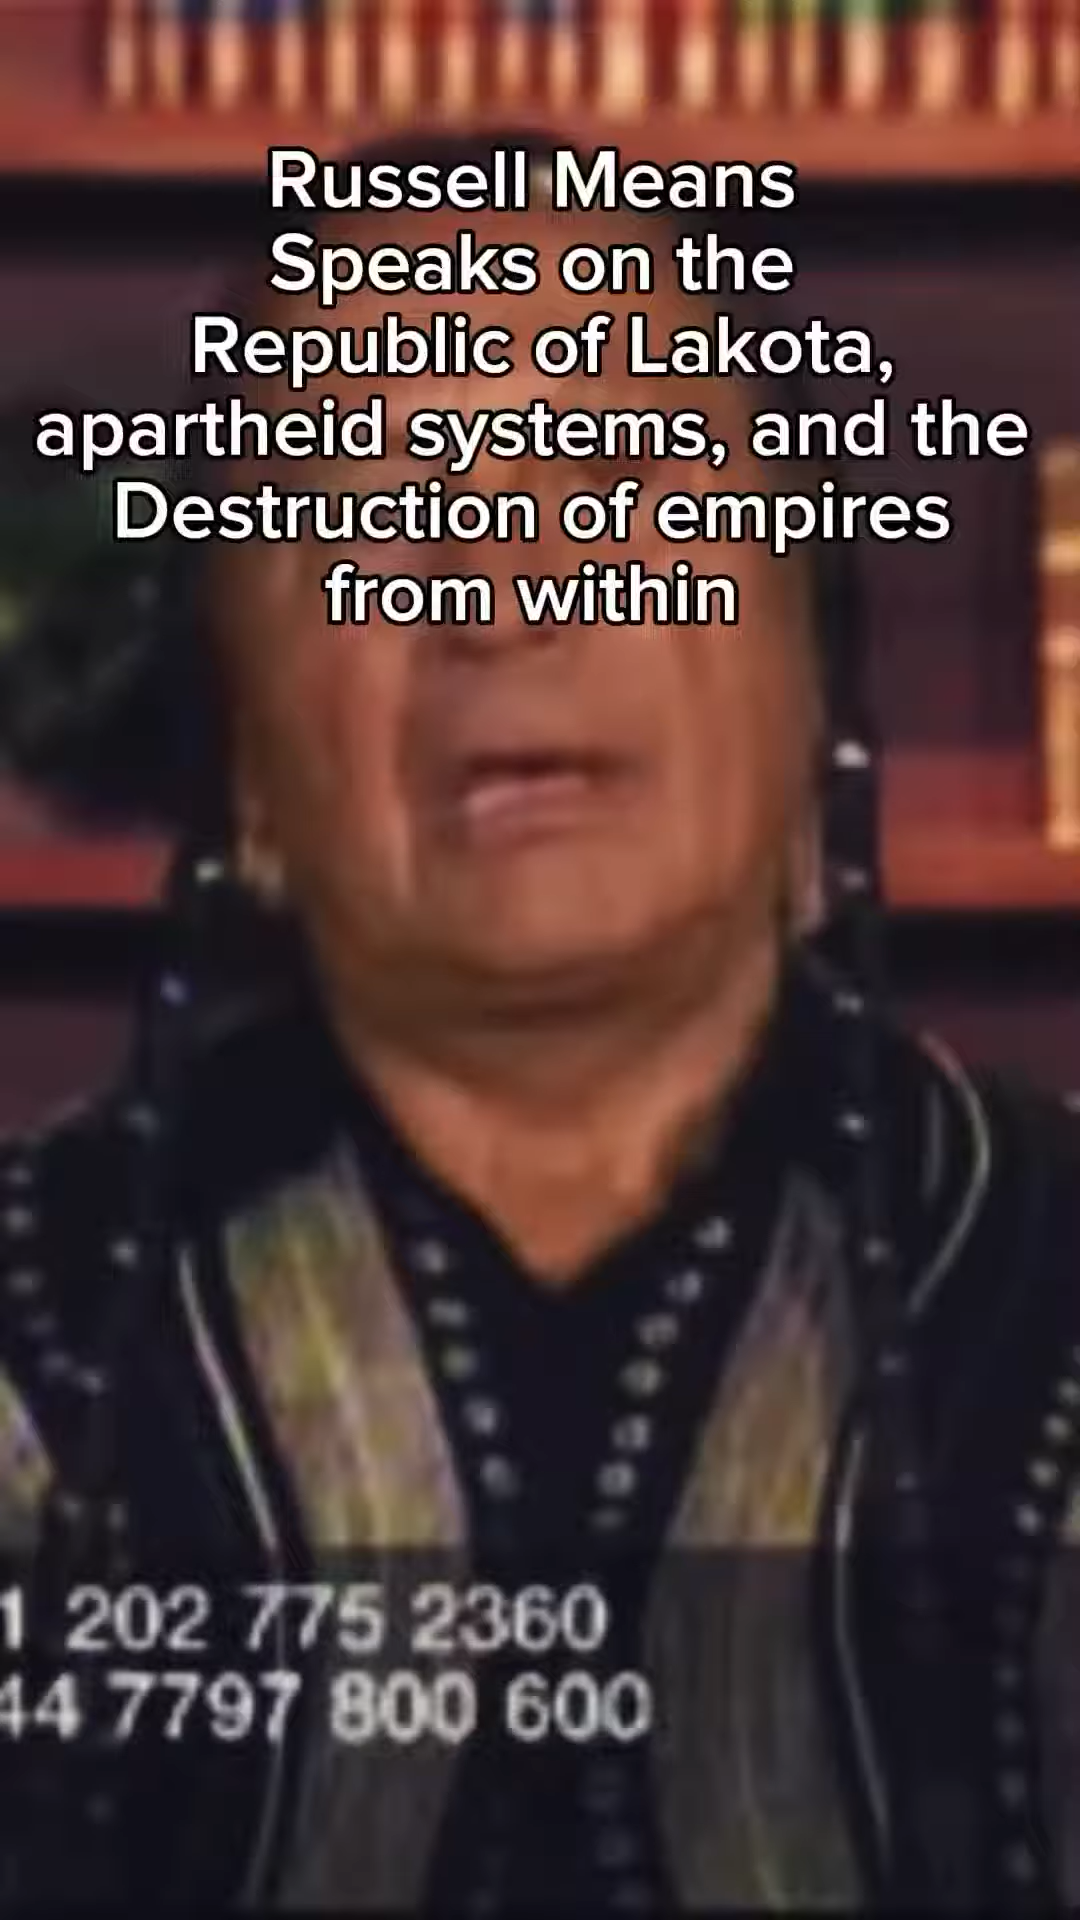 Russell Means
Speaks on the
Republic of Lakota,
apartheid systems, and the
Destruction of empires
from within
1 202 775 2360
44 7797 800 600